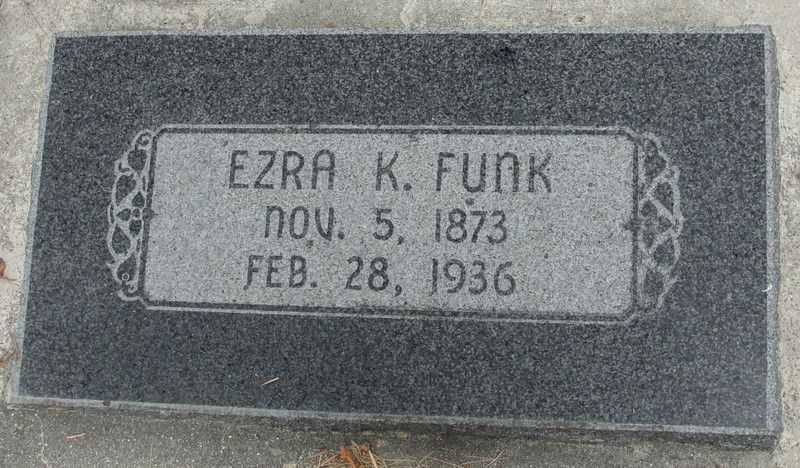 EZRA K. FUNK
NOV. 5, 1873
FEB. 28, 1936